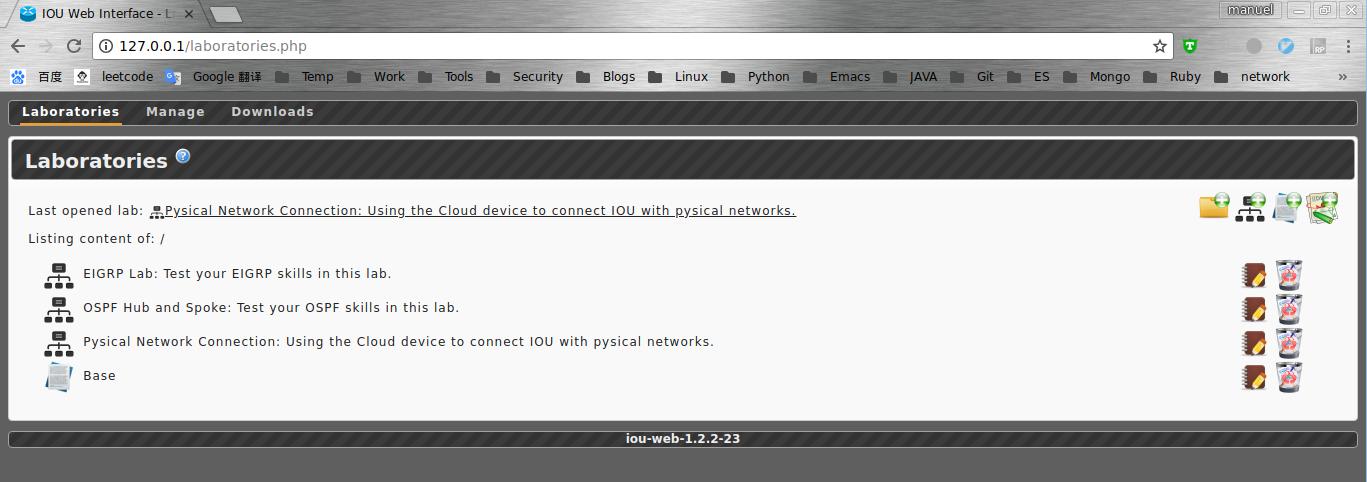 IOU Web Interface - L
manuel
127.0.0.1/laboratories.php
RP
百度 leetcode Google 翻译 Temp Work Tools Security Blogs Linux Python Emacs JAVA Git ES Mongo Ruby network »
Laboratories Manage Downloads
Laboratories ?
Last opened lab: Pysical Network Connection: Using the Cloud device to connect IOU with pysical networks.
Listing content of: /
EIGRP Lab: Test your EIGRP skills in this lab.
OSPF Hub and Spoke: Test your OSPF skills in this lab.
Pysical Network Connection: Using the Cloud device to connect IOU with pysical networks.
Base
iou-web-1.2.2-23